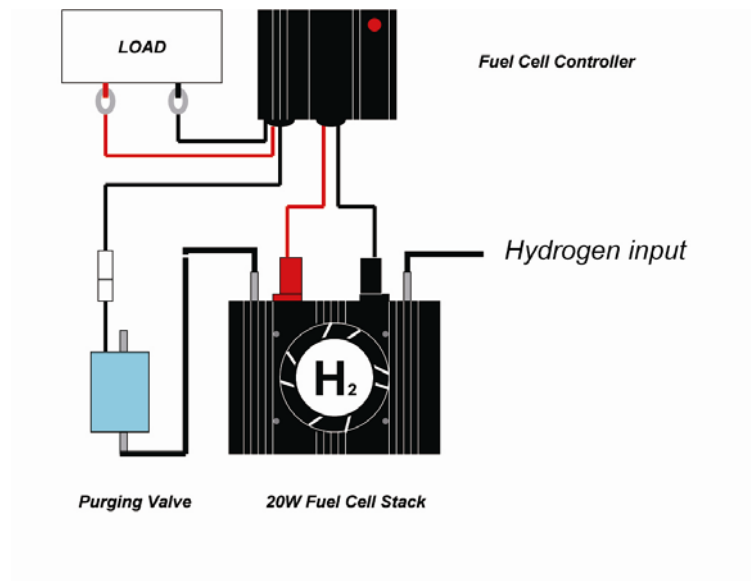 LOAD
Fuel Cell Controller
Hydrogen input
H2
Purging Valve
20W Fuel Cell Stack